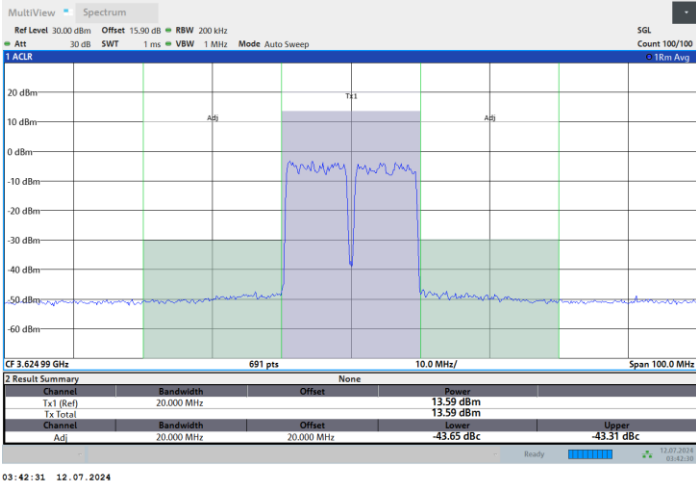 MultiView Spectrum
Ref Level 30.00 dBm Offset 15.90 dB RBW 200 kHz SGL
Att 30 dB SWT 1 ms VBW 1 MHz Mode Auto Sweep Count 100/100
1 ACLR 1Rm Avg
20 dBm
Tx1
10 dBm Adj Adj
0 dBm
-10 dBm
-20 dBm
-30 dBm
-40 dBm
-50 dBm
-60 dBm
CF 3.624 99 GHz 691 pts 10.0 MHz/ Span 100.0 MHz
2 Result Summary None
Channel Bandwidth Offset Power
Tx1 (Ref) 20.000 MHz 13.59 dBm
Tx Total 13.59 dBm
Channel Bandwidth Offset Lower Upper
Adj 20.000 MHz 20.000 MHz -43.65 dBc -43.31 dBc
Ready 12.07.2024
03:42:30
03:42:31 12.07.2024